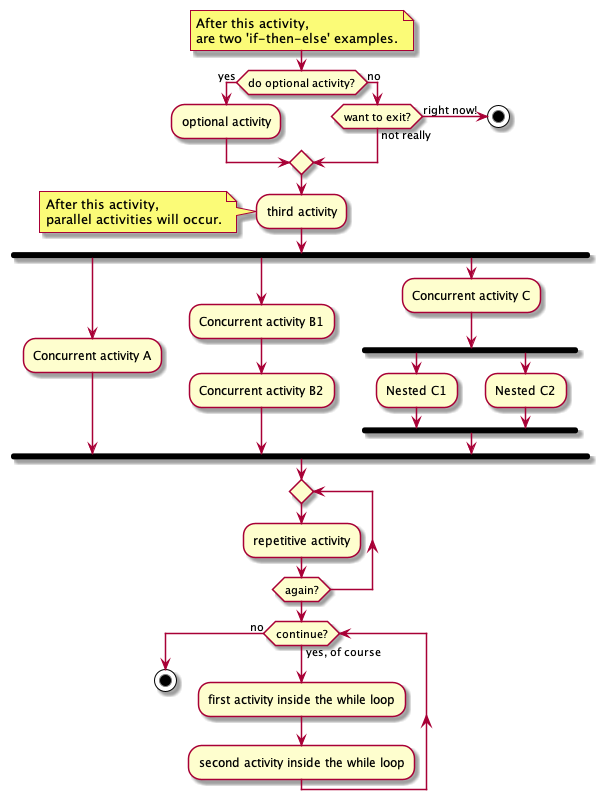 After this activity,
are two 'if-then-else' examples.
yes
do optional activity?
no
optional activity
want to exit?
right now!
not really
After this activity,
parallel activities will occur.
third activity
Concurrent activity A
Concurrent activity B1
Concurrent activity B2
Concurrent activity C
Nested C1
Nested C2
repetitive activity
again?
no
continue?
yes, of course
first activity inside the while loop
second activity inside the while loop